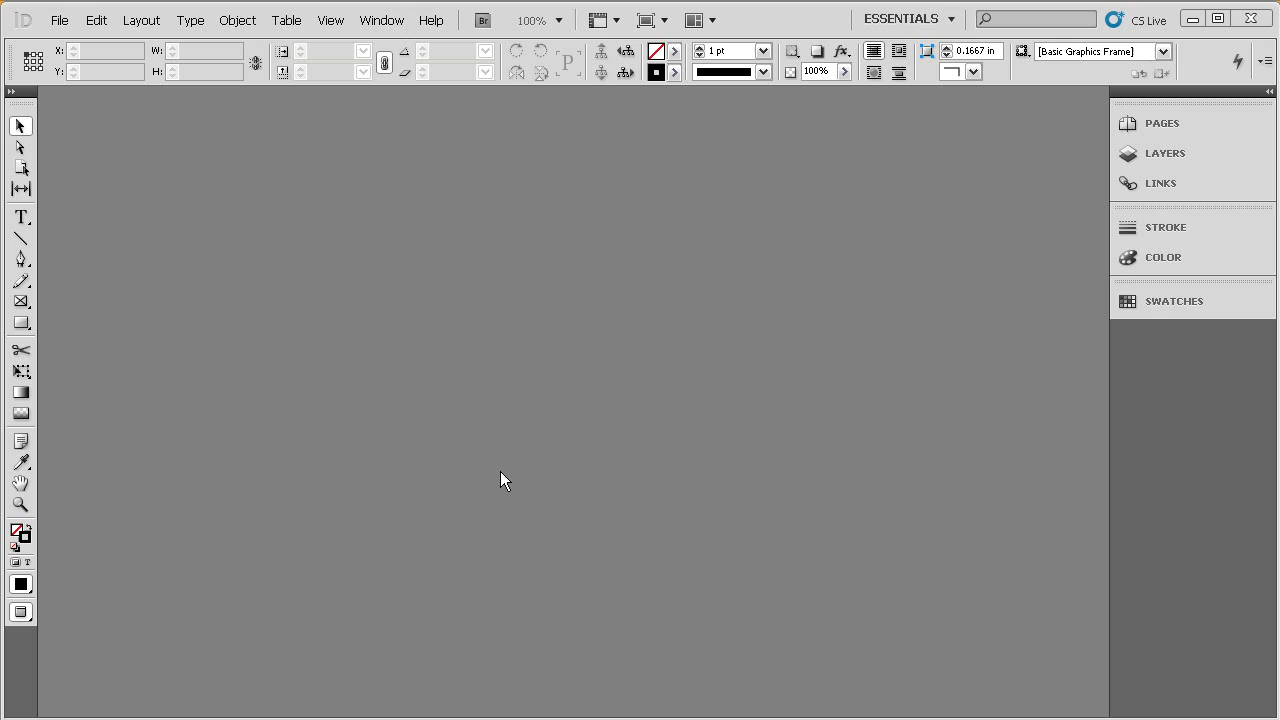 ID File Edit Layout Type Object Table View Window Help Br 100% ESSENTIALS CS Live
X: W: 1 pt fx. 0.1667 in [Basic Graphics Frame]
Y: H: P 100%
PAGES
LAYERS
LINKS
T
STROKE
COLOR
SWATCHES
T